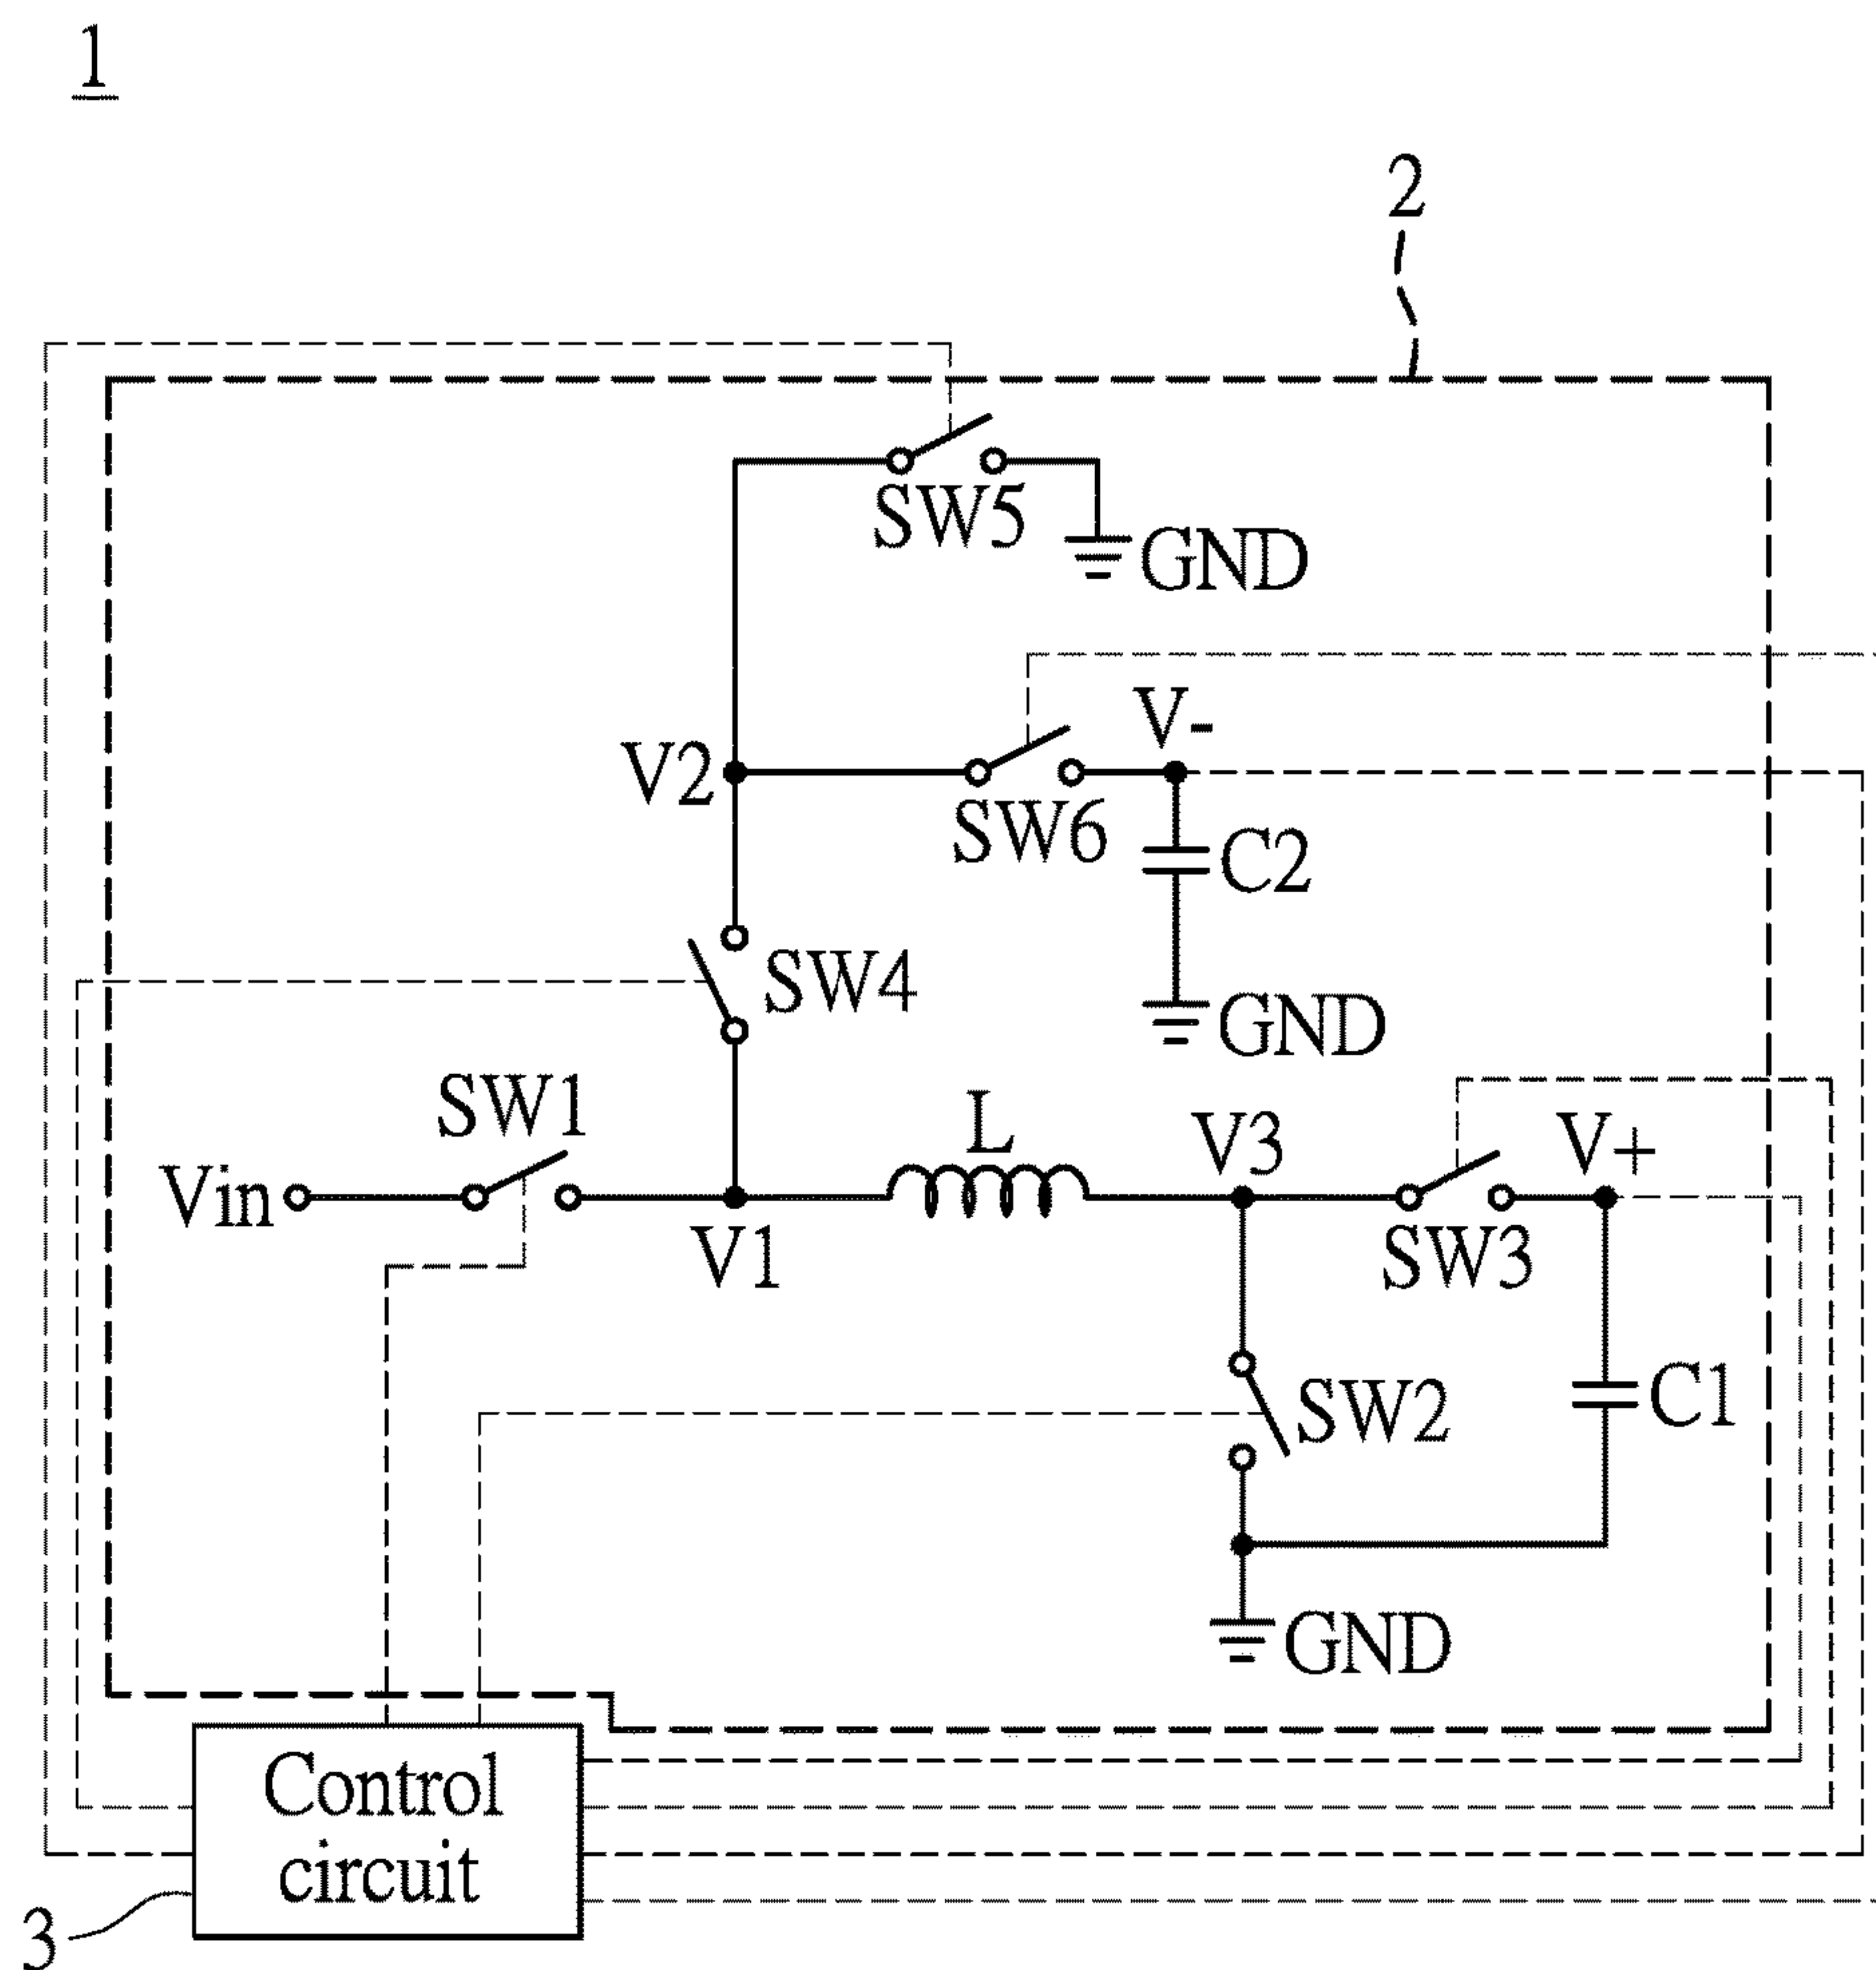 1
2
SW5
GND
V-
V2
SW6
C2
SW4
GND
SW1
L
V3
V+
Vin
V1
SW3
SW2
C1
GND
Control
circuit
3